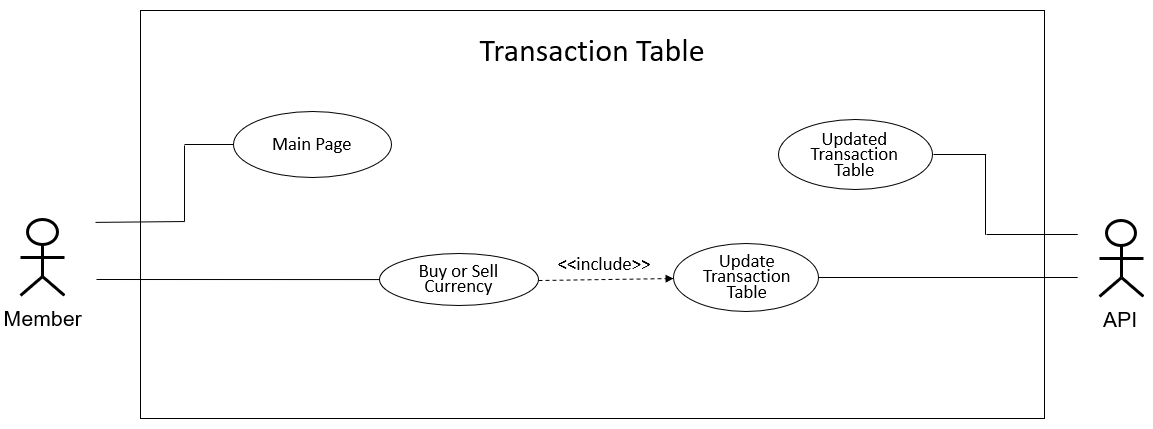 Transaction Table
Main Page
Updated
Transaction
Table
Buy or Sell
Currency
<<include>>
Update
Transaction
Table
Member
API